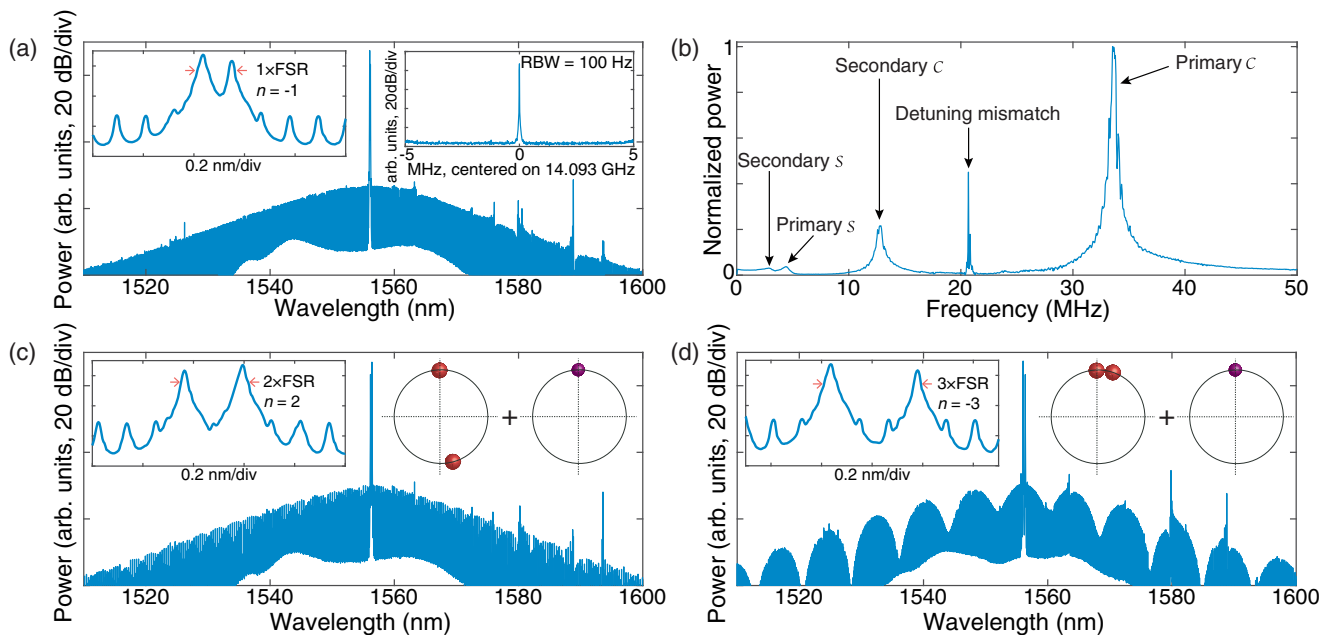 (a)
Power (arb. units, 20 dB/div)
1×FSR
n = -1
0.2 nm/div
arb. units, 20dB/div
RBW = 100 Hz
-5
0
5
MHz, centered on 14.093 GHz
1520
1540
1560
1580
1600
Wavelength (nm)
(b)
Normalized power
1
0
Secondary S
Primary S
Secondary C
Detuning mismatch
Primary C
0
10
20
30
40
50
Frequency (MHz)
(c)
Power (arb. units, 20 dB/div)
2×FSR
n = 2
0.2 nm/div
+
1520
1540
1560
1580
1600
Wavelength (nm)
(d)
Power (arb. units, 20 dB/div)
3×FSR
n = -3
0.2 nm/div
+
1520
1540
1560
1580
1600
Wavelength (nm)